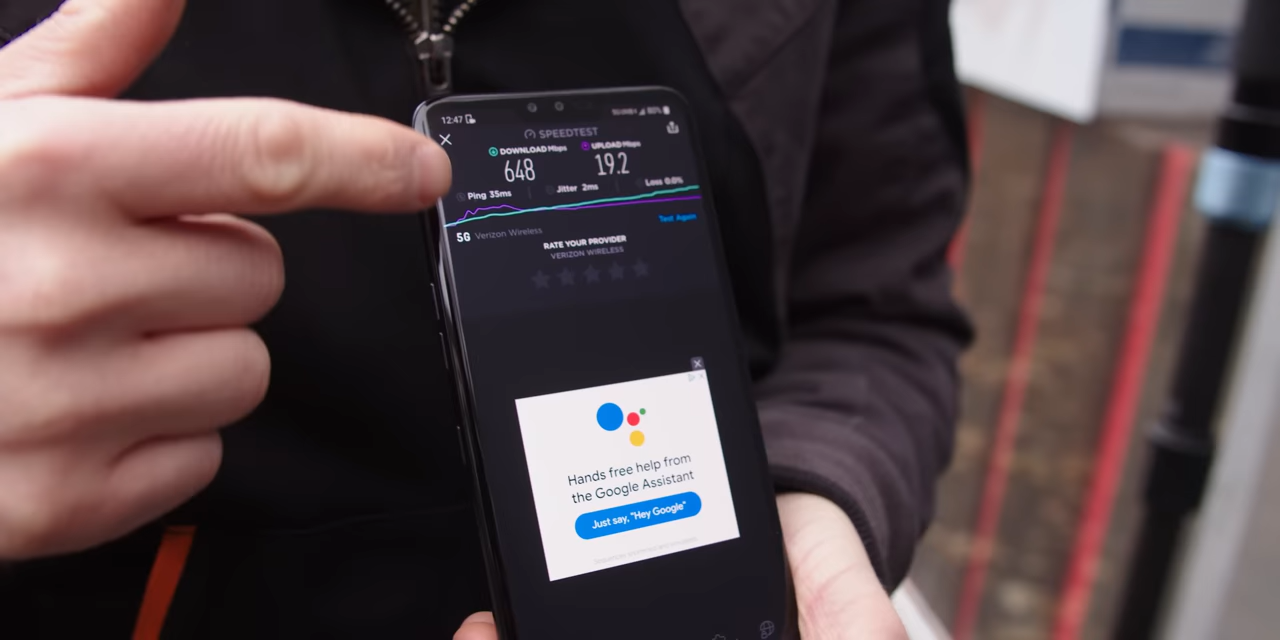 12:47
80%
SPEEDTEST
DOWNLOAD Mbps
UPLOAD Mbps
648
19.2
Ping 35ms
Jitter 2ms
Loss 0.0%
5G Verizon Wireless
Test Again
RATE YOUR PROVIDER
VERIZON WIRELESS
Hands free help from
the Google Assistant
Just say, "Hey Google"